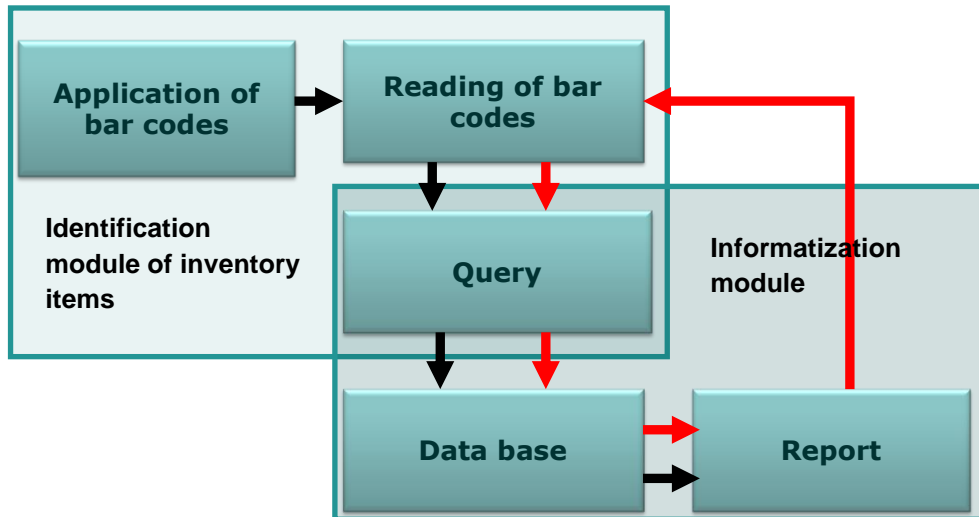 Application of
bar codes
Reading of bar
codes
Identification
module of inventory
items
Query
Informatization
module
Data base
Report